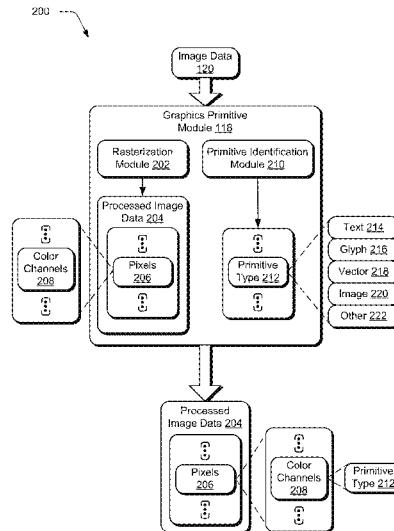 200
Image Data
120
Graphics Primitive
Module 118
Rasterization
Module 202
Primitive Identification
Module 210
Processed Image
Data 204
Pixels
206
Color
Channels
208
Primitive
Type 212
Text 214
Glyph 216
Vector 218
Image 220
Other 222
Processed
Image Data 204
Pixels
206
Color
Channels
208
Primitive
Type 212